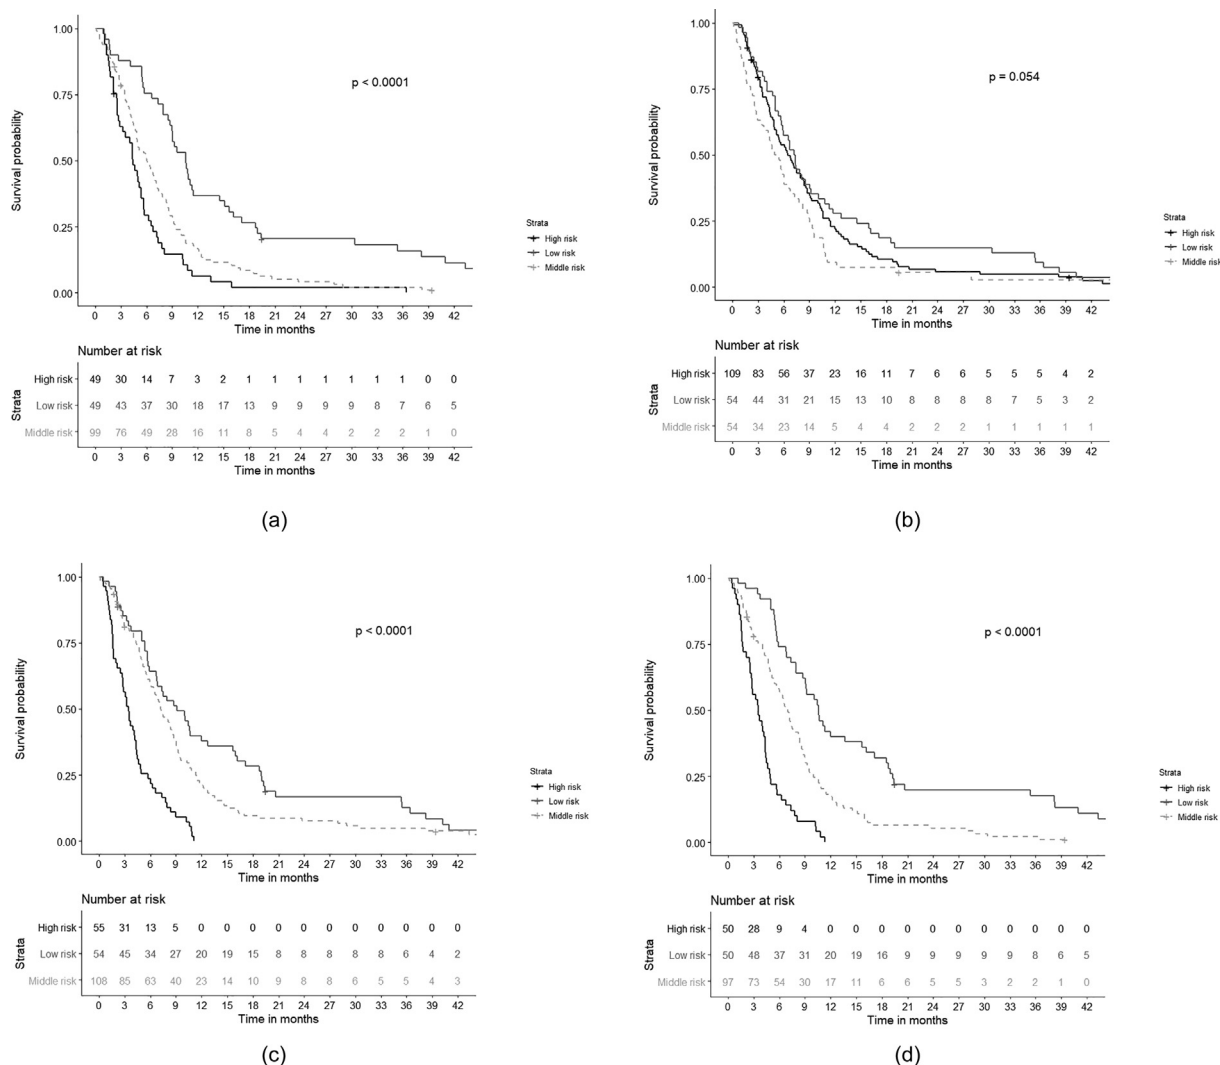 1.00
0.75
0.50
0.25
0.00
Survival probability
p < 0.0001
0 3 6 9 12 15 18 21 24 27 30 33 36 39 42
Time in months
Strata
High risk
Low risk
Middle risk
Number at risk
Strata
High risk 49 30 14 7 3 2 1 1 1 1 1 1 1 0 0
Low risk 49 43 37 30 18 17 13 9 9 9 9 8 7 6 5
Middle risk 99 76 49 28 16 11 8 5 4 4 2 2 2 1 0
0 3 6 9 12 15 18 21 24 27 30 33 36 39 42
Time in months
(a)
1.00
0.75
0.50
0.25
0.00
Survival probability
p = 0.054
0 3 6 9 12 15 18 21 24 27 30 33 36 39 42
Time in months
Strata
High risk
Low risk
Middle risk
Number at risk
Strata
High risk 109 83 56 37 23 16 11 7 6 6 5 5 5 4 2
Low risk 54 44 31 21 15 13 10 8 8 8 8 7 5 3 2
Middle risk 54 34 23 14 5 4 4 2 2 2 1 1 1 1 1
0 3 6 9 12 15 18 21 24 27 30 33 36 39 42
Time in months
(b)
1.00
0.75
0.50
0.25
0.00
Survival probability
p < 0.0001
0 3 6 9 12 15 18 21 24 27 30 33 36 39 42
Time in months
Strata
High risk
Low risk
Middle risk
Number at risk
Strata
High risk 55 31 13 5 0 0 0 0 0 0 0 0 0 0 0
Low risk 54 45 34 27 20 19 15 8 8 8 8 8 6 4 2
Middle risk 108 85 63 40 23 14 10 9 8 8 6 5 5 4 3
0 3 6 9 12 15 18 21 24 27 30 33 36 39 42
Time in months
(c)
1.00
0.75
0.50
0.25
0.00
Survival probability
p < 0.0001
0 3 6 9 12 15 18 21 24 27 30 33 36 39 42
Time in months
Strata
High risk
Low risk
Middle risk
Number at risk
Strata
High risk 50 28 9 4 0 0 0 0 0 0 0 0 0 0 0
Low risk 50 48 37 31 20 19 16 9 9 9 9 9 8 6 5
Middle risk 97 73 54 30 17 11 6 6 5 5 3 2 2 1 0
0 3 6 9 12 15 18 21 24 27 30 33 36 39 42
Time in months
(d)